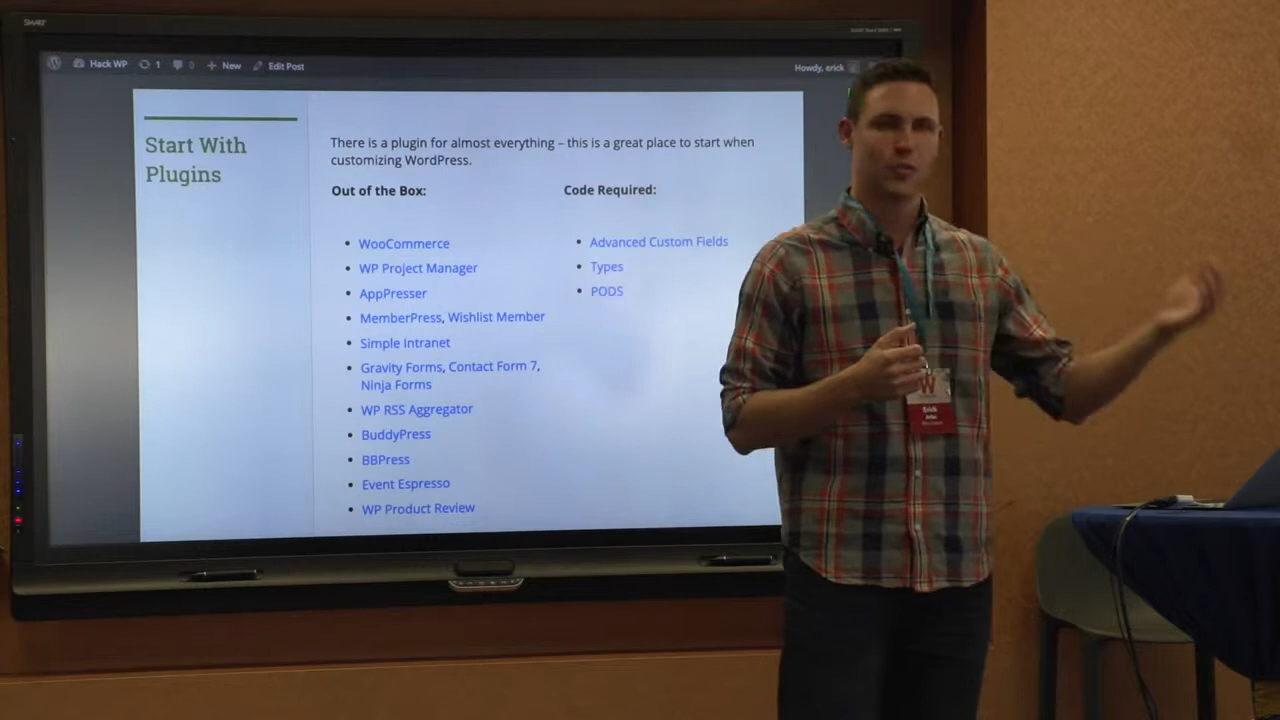 SMART
Hack WP 1 0 + New Edit Post
Howdy, erick
Start With
Plugins
There is a plugin for almost everything – this is a great place to start when
customizing WordPress.
Out of the Box:
WooCommerce
WP Project Manager
AppPresser
MemberPress, Wishlist Member
Simple Intranet
Gravity Forms, Contact Form 7,
Ninja Forms
WP RSS Aggregator
BuddyPress
BBPress
Event Espresso
WP Product Review
Code Required:
Advanced Custom Fields
Types
PODS
W
Erick